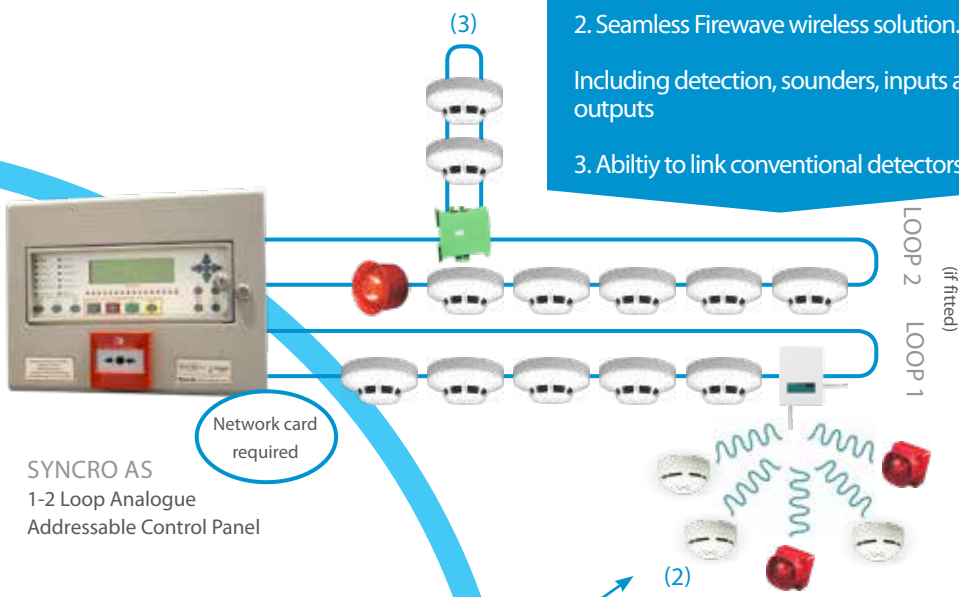 (3)
2. Seamless Firewave wireless solution.
Including detection, sounders, inputs a
outputs
3. Abiltiy to link conventional detectors
LOOP 2
(if fitted)
LOOP 1
Network card
required
SYNCRO AS
1-2 Loop Analogue
Addressable Control Panel
(2)